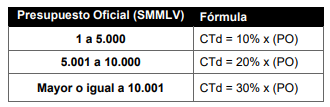 Presupuesto Oficial (SMMLV) Fórmula
1 a 5.000 CTd = 10% x (PO)
5.001 a 10.000 CTd = 20% x (PO)
Mayor o igual a 10.001 CTd = 30% x (PO)